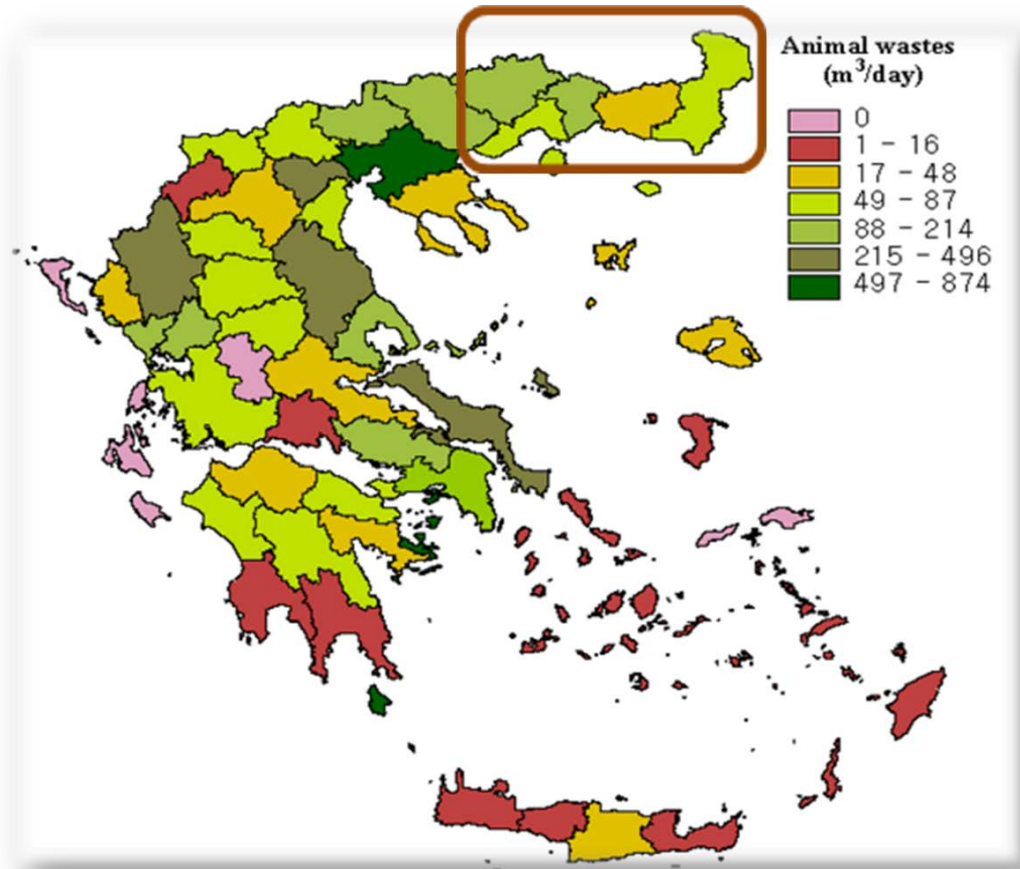 Animal wastes
(m³/day)
0
1 - 16
17 - 48
49 - 87
88 - 214
215 - 496
497 - 874